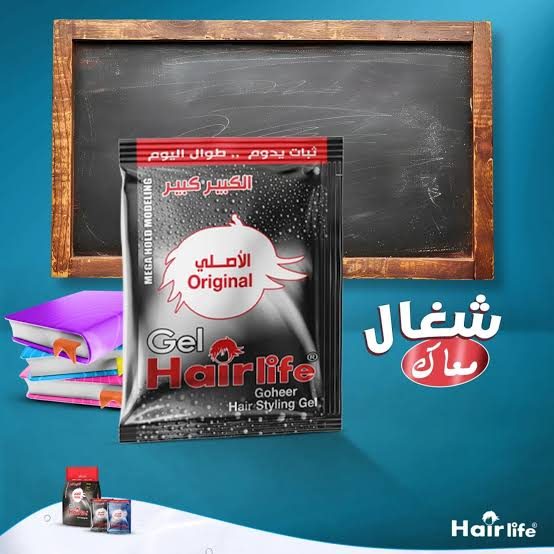 ثبات يدوم .. طوال اليوم
الكبير كبير
MEGA HOLD MODELING
الأصلي
Original
Gel
Hairlife®
Goheer
Hair Styling Gel
شغال
معاك
Hairlife®